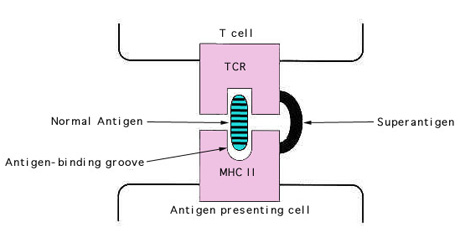 T cell
TCR
Normal Antigen
Superantigen
Antigen-binding groove
MHC II
Antigen presenting cell